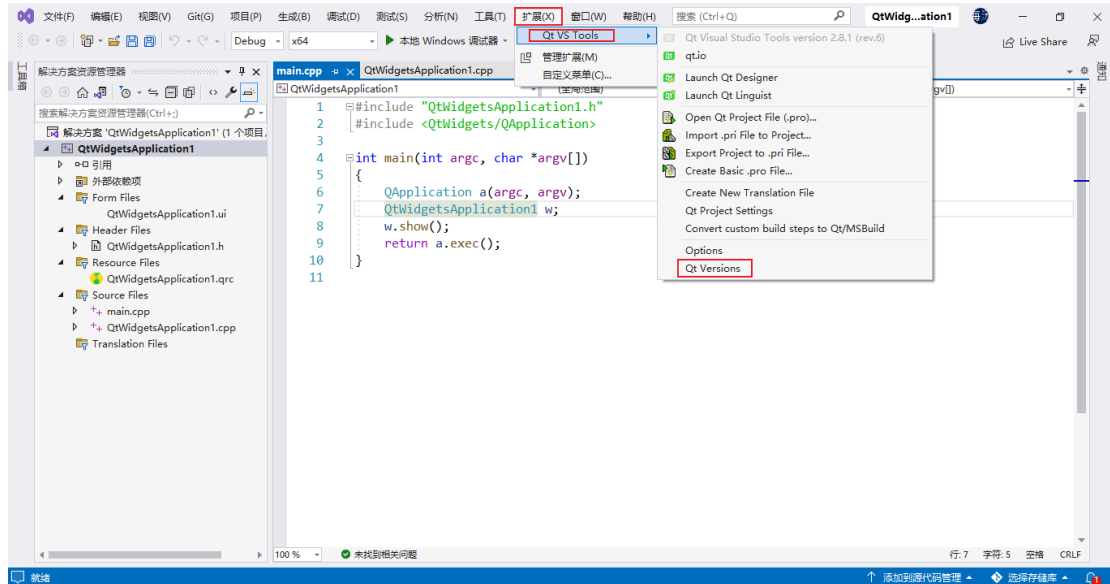 文件(F) 编辑(E) 视图(V) Git(G) 项目(P) 生成(B) 调试(D) 测试(S) 分析(N) 工具(T) 扩展(X) 窗口(W) 帮助(H) 搜索 (Ctrl+Q) QtWidg...ation1
Debug x64 本地 Windows 调试器 Live Share
Qt VS Tools
管理扩展(M)
自定义菜单(C)...
Qt Visual Studio Tools version 2.8.1 (rev.6)
qt.io
Launch Qt Designer
Launch Qt Linguist
Open Qt Project File (.pro)...
Import .pri File to Project...
Export Project to .pri File...
Create Basic .pro File...
Create New Translation File
Qt Project Settings
Convert custom build steps to Qt/MSBuild
Options
Qt Versions
工具箱
解决方案资源管理器
搜索解决方案资源管理器(Ctrl+;)
解决方案 'QtWidgetsApplication1' (1 个项目,
QtWidgetsApplication1
引用
外部依赖项
Form Files
QtWidgetsApplication1.ui
Header Files
QtWidgetsApplication1.h
Resource Files
QtWidgetsApplication1.qrc
Source Files
main.cpp
QtWidgetsApplication1.cpp
Translation Files
main.cpp QtWidgetsApplication1.cpp
QtWidgetsApplication1 (全局范围) gv[])
1 #include "QtWidgetsApplication1.h"
2 #include <QtWidgets/QApplication>
3
4 int main(int argc, char *argv[])
5 {
6 QApplication a(argc, argv);
7 QtWidgetsApplication1 w;
8 w.show();
9 return a.exec();
10 }
11
通知
100 % 未找到相关问题 行: 7 字符: 5 空格 CRLF
就绪 添加到源代码管理 选择存储库 1